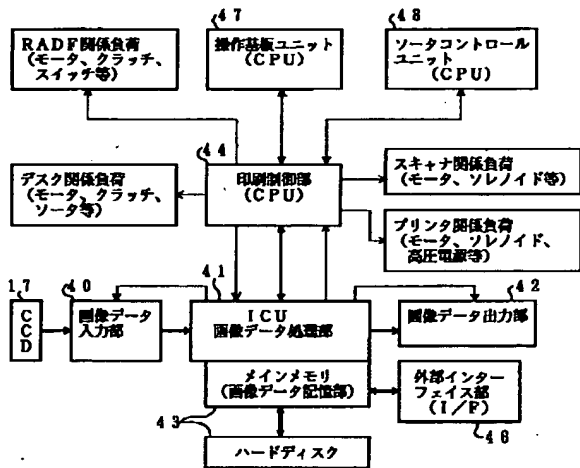 47
48
RADF関係負荷
(モータ、クラッチ、
スイッチ等)
操作基板ユニット
(CPU)
ソータコントロール
ユニット
(CPU)
44
デスク関係負荷
(モータ、クラッチ、
ソータ等)
印刷制御部
(CPU)
スキャナ関係負荷
(モータ、ソレノイド等)
プリンタ関係負荷
(モータ、ソレノイド、
高圧電源等)
17
40
41
42
CCD
画像データ
入力部
ICU
画像データ処理部
画像データ出力部
メインメモリ
(画像データ記憶部)
外部インター
フェイス部
(I/F)
43
46
ハードディスク